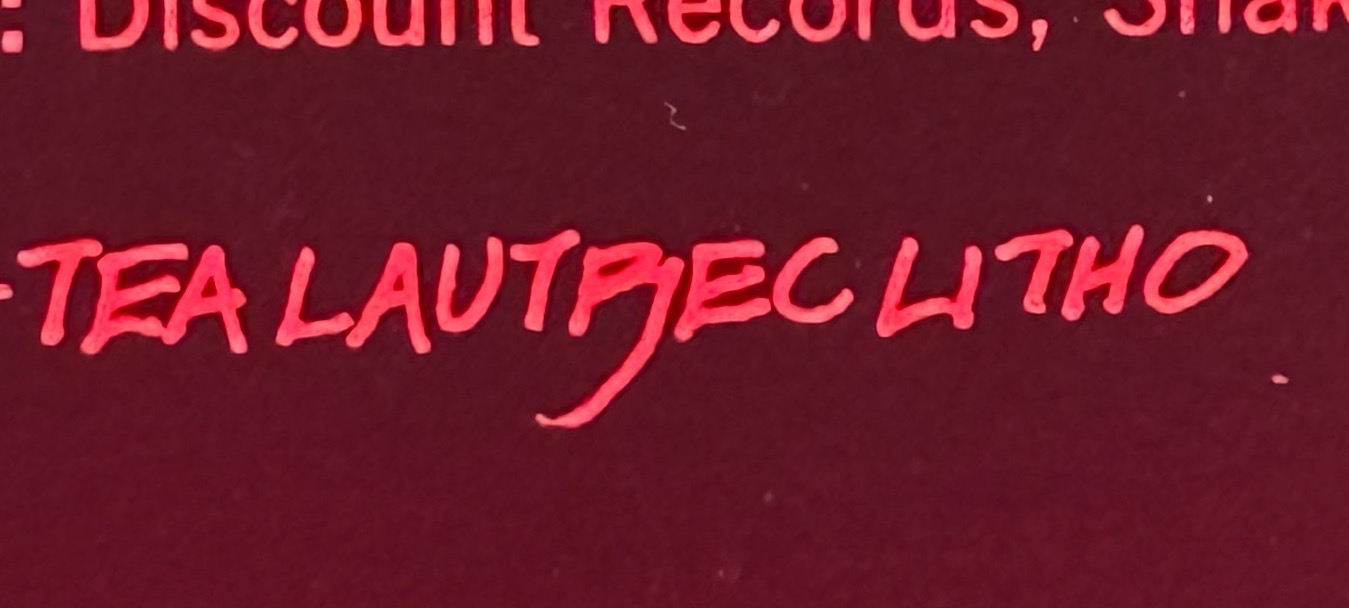 : Discount Records,
-TEA LAUTREC LITHO